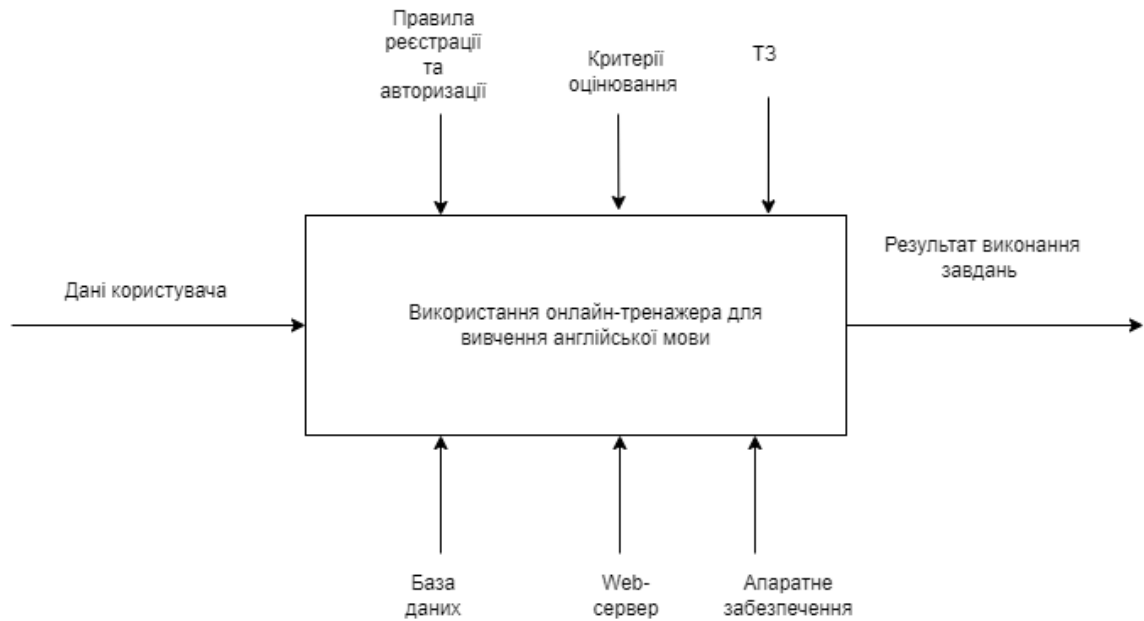 Правила
реєстрації
та
авторизації
Критерії
оцінювання
ТЗ
Дані користувача
Використання онлайн-тренажера для
вивчення англійської мови
Результат виконання
завдань
База
даних
Web-
сервер
Апаратне
забезпечення